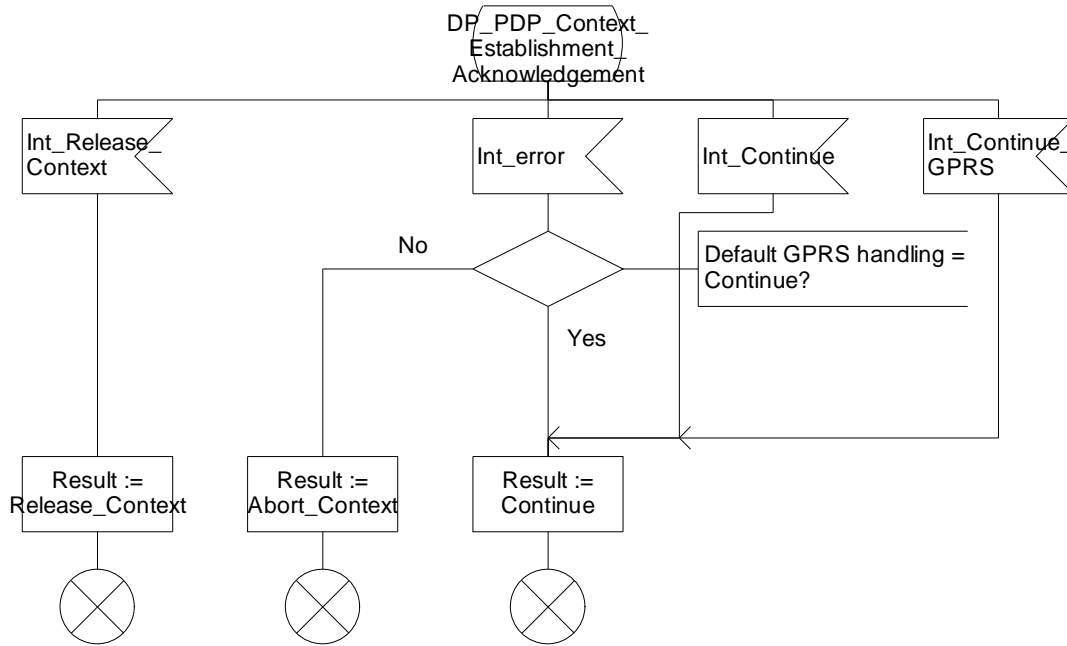 DP_PDP_Context_
Establishment_
Acknowledgement
Int_Release_
Context
Int_error
Int_Continue
Int_Continue_
GPRS
No
Default GPRS handling =
Continue?
Yes
Result :=
Release_Context
Result :=
Abort_Context
Result :=
Continue